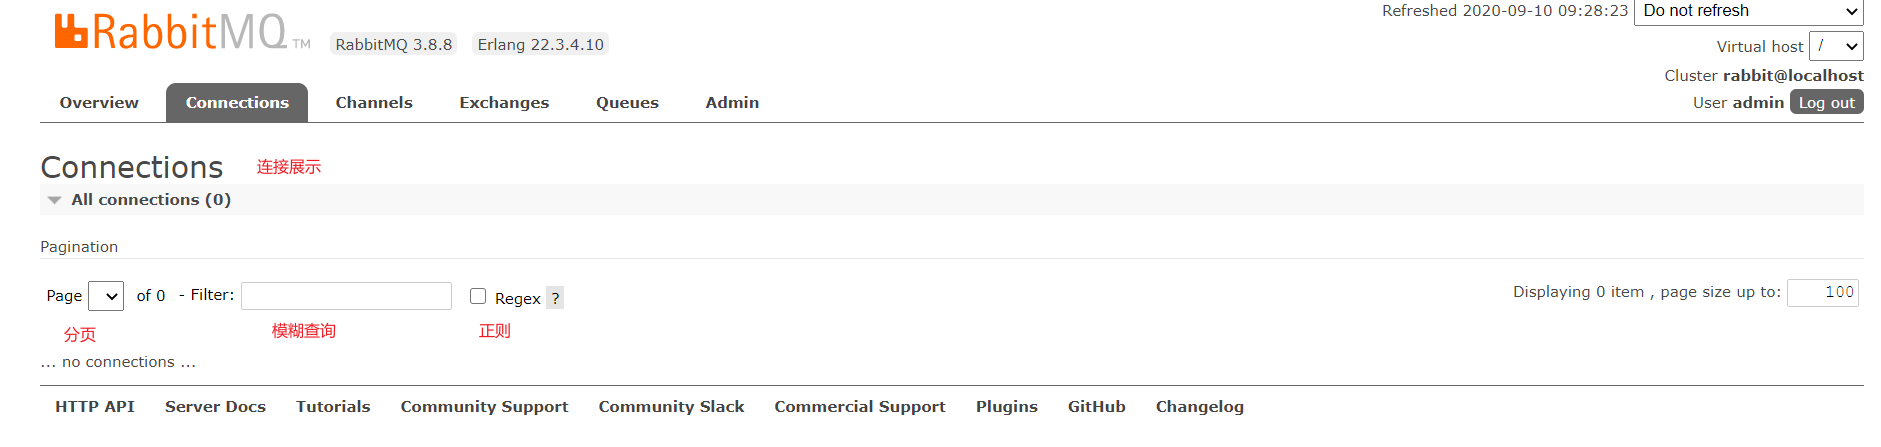 Refreshed 2020-09-10 09:28:23 Do not refresh
RabbitMQ TM RabbitMQ 3.8.8 Erlang 22.3.4.10
Virtual host /
Cluster rabbit@localhost
User admin Log out
Overview Connections Channels Exchanges Queues Admin
Connections 连接展示
All connections (0)
Pagination
Page of 0 - Filter: Regex ? Displaying 0 item , page size up to: 100
分页 模糊查询 正则
... no connections ...
HTTP API Server Docs Tutorials Community Support Community Slack Commercial Support Plugins GitHub Changelog